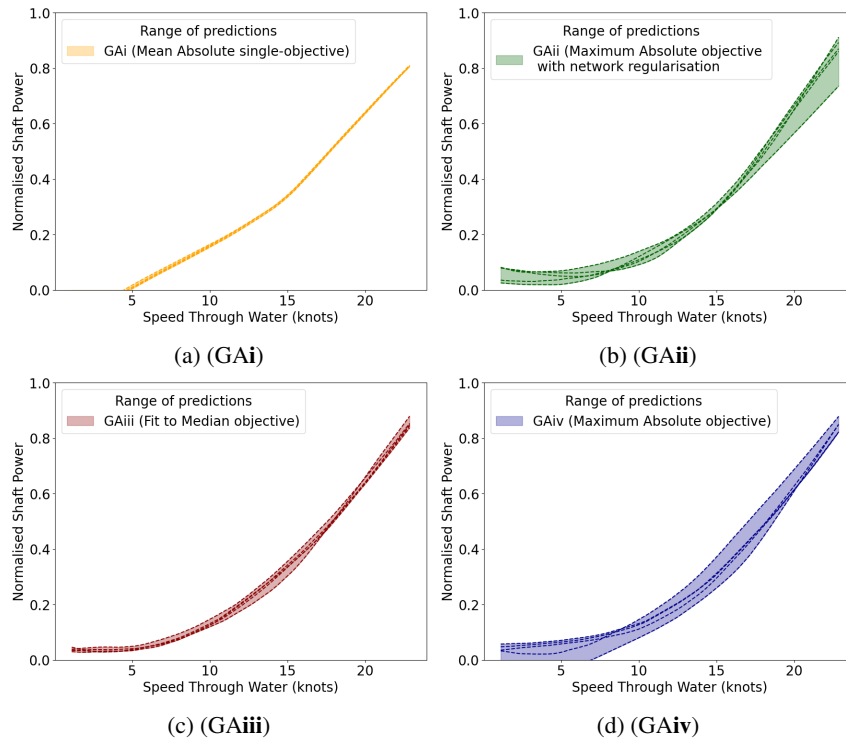 Range of predictions
GAi (Mean Absolute single-objective)
Normalised Shaft Power
1.0
0.8
0.6
0.4
0.2
0.0
5 10 15 20
Speed Through Water (knots)
(a) (GAi)
Range of predictions
GAii (Maximum Absolute objective
with network regularisation
Normalised Shaft Power
1.0
0.8
0.6
0.4
0.2
0.0
5 10 15 20
Speed Through Water (knots)
(b) (GAii)
Range of predictions
GAiii (Fit to Median objective)
Normalised Shaft Power
1.0
0.8
0.6
0.4
0.2
0.0
5 10 15 20
Speed Through Water (knots)
(c) (GAiii)
Range of predictions
GAiv (Maximum Absolute objective)
Normalised Shaft Power
1.0
0.8
0.6
0.4
0.2
0.0
5 10 15 20
Speed Through Water (knots)
(d) (GAiv)